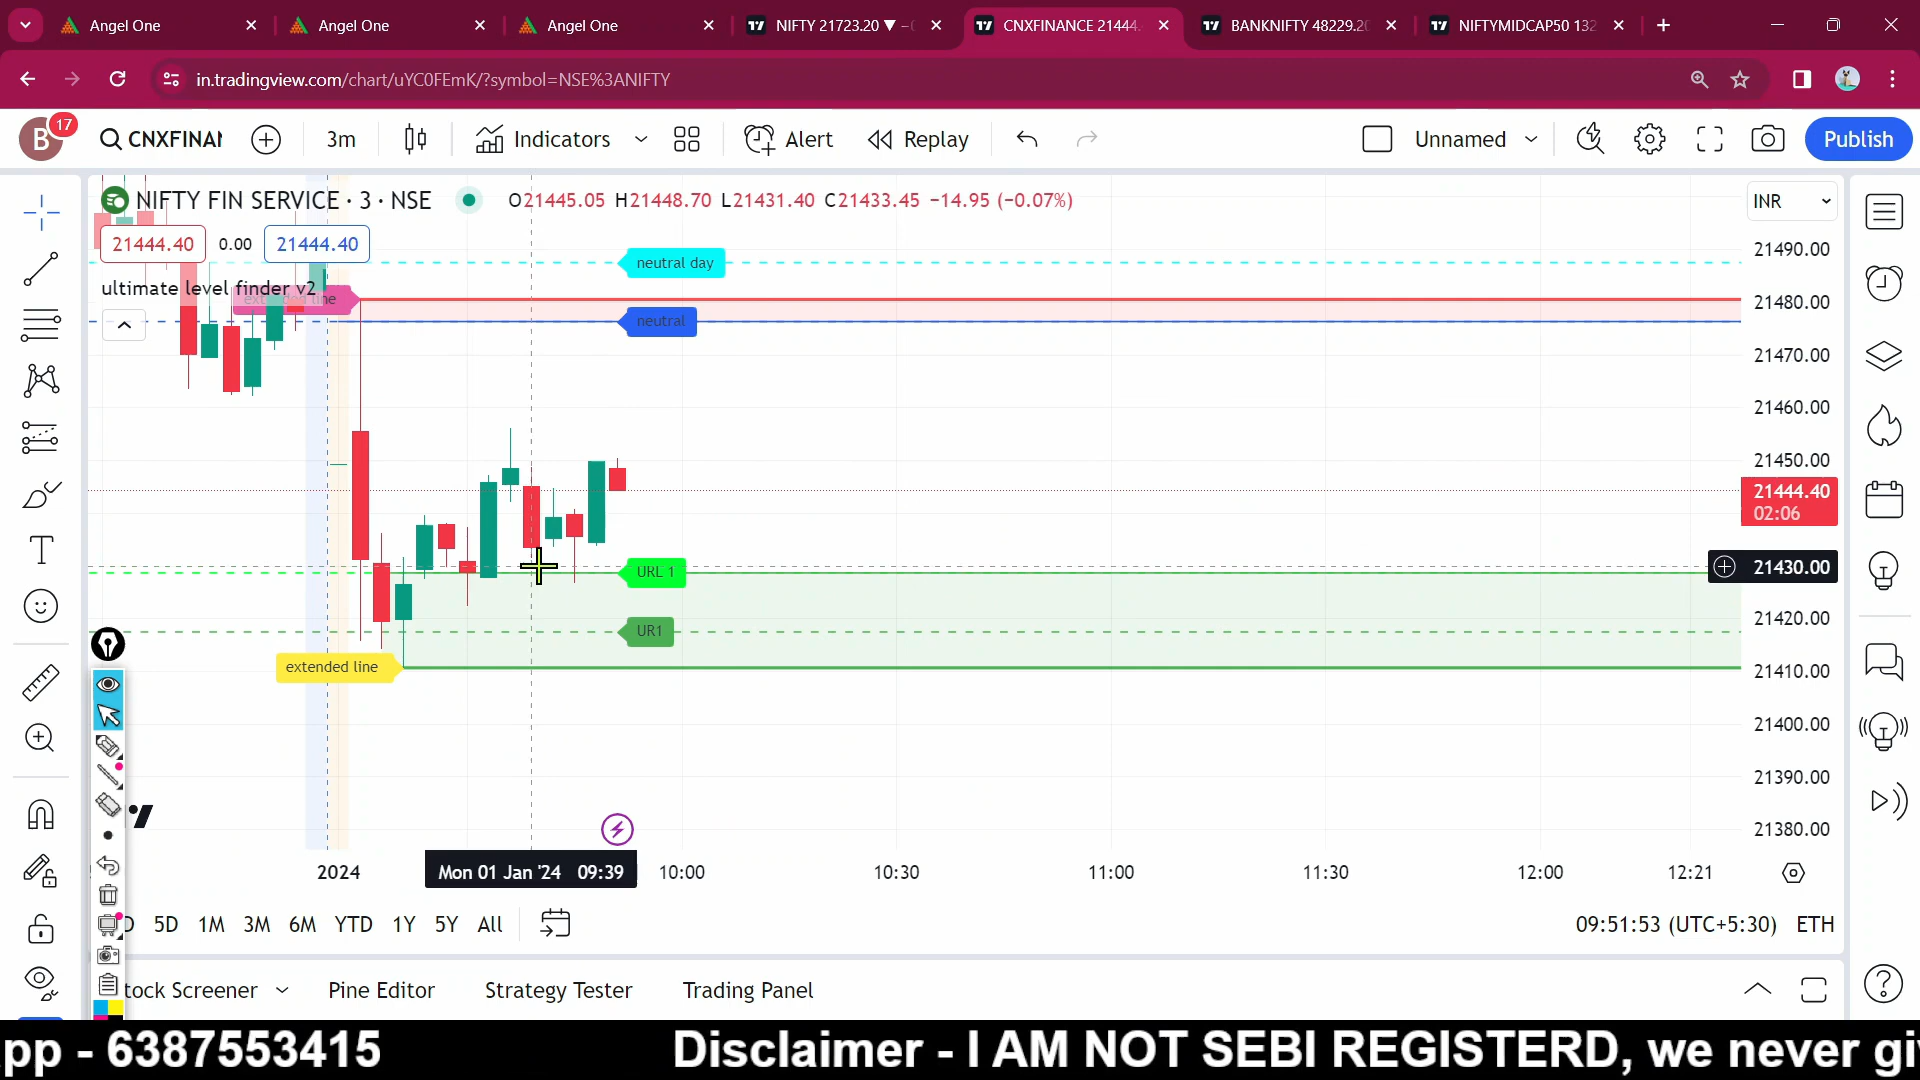 Angel One
Angel One
Angel One
NIFTY 21723.20 ▼ −
CNXFINANCE 21444.
BANKNIFTY 48229.2
NIFTYMIDCAP50 132
in.tradingview.com/chart/uYC0FEmK/?symbol=NSE%3ANIFTY
B
17
CNXFINA
3m
Indicators
Alert
Replay
Unnamed
Publish
NIFTY FIN SERVICE · 3 · NSE
O21445.05 H21448.70 L21431.40 C21433.45 −14.95 (−0.07%)
INR
21444.40
0.00
21444.40
ultimate level finder v2
extended line
neutral day
neutral
URL 1
UR1
extended line
21490.00
21480.00
21470.00
21460.00
21450.00
21444.40
02:06
21430.00
21420.00
21410.00
21400.00
21390.00
21380.00
2024
Mon 01 Jan '24 09:39
10:00
10:30
11:00
11:30
12:00
12:21
D
5D
1M
3M
6M
YTD
1Y
5Y
All
09:51:53 (UTC+5:30)
ETH
tock Screener
Pine Editor
Strategy Tester
Trading Panel
pp - 6387553415
Disclaimer - I AM NOT SEBI REGISTERD, we never gi